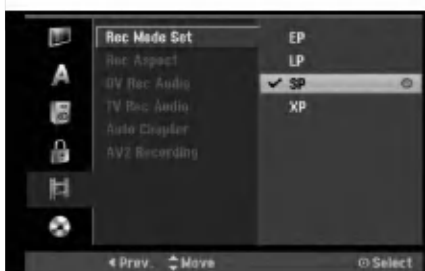 Rec Mode Set
Rec Aspect
DV Rec Audio
TV Rec Audio
Auto Chapter
AV2 Recording
A
EP
LP
SP
XP
Prev. Move Select